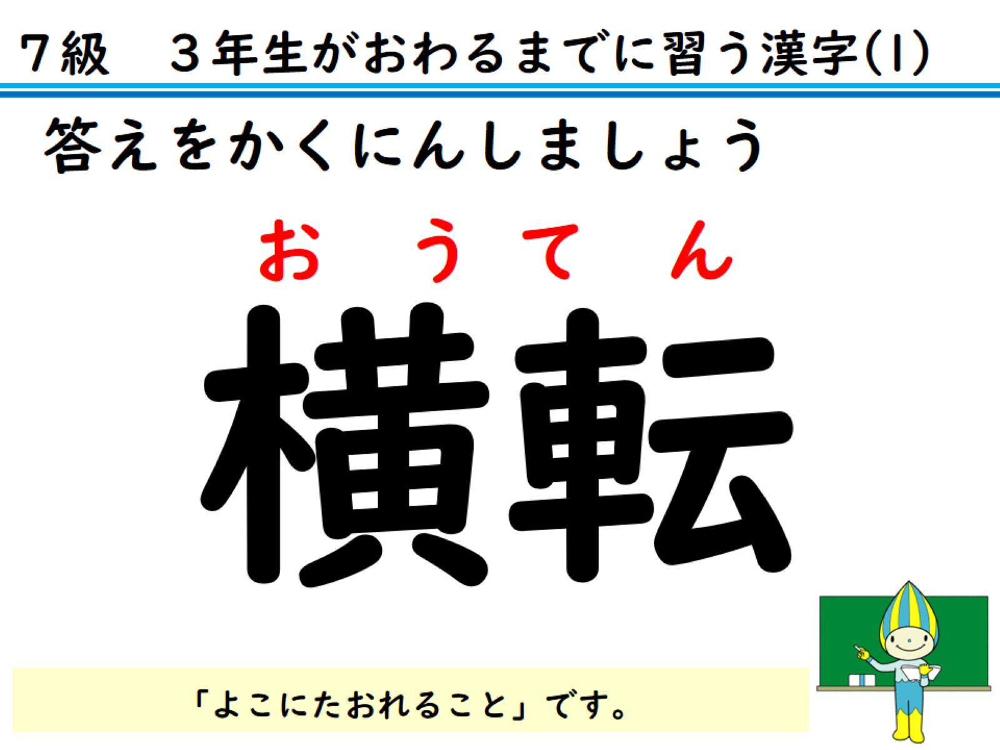 ７級　３年生がおわるまでに習う漢字(1)
答えをかくにんしましょう
おうてん
横転
「よこにたおれること」です。